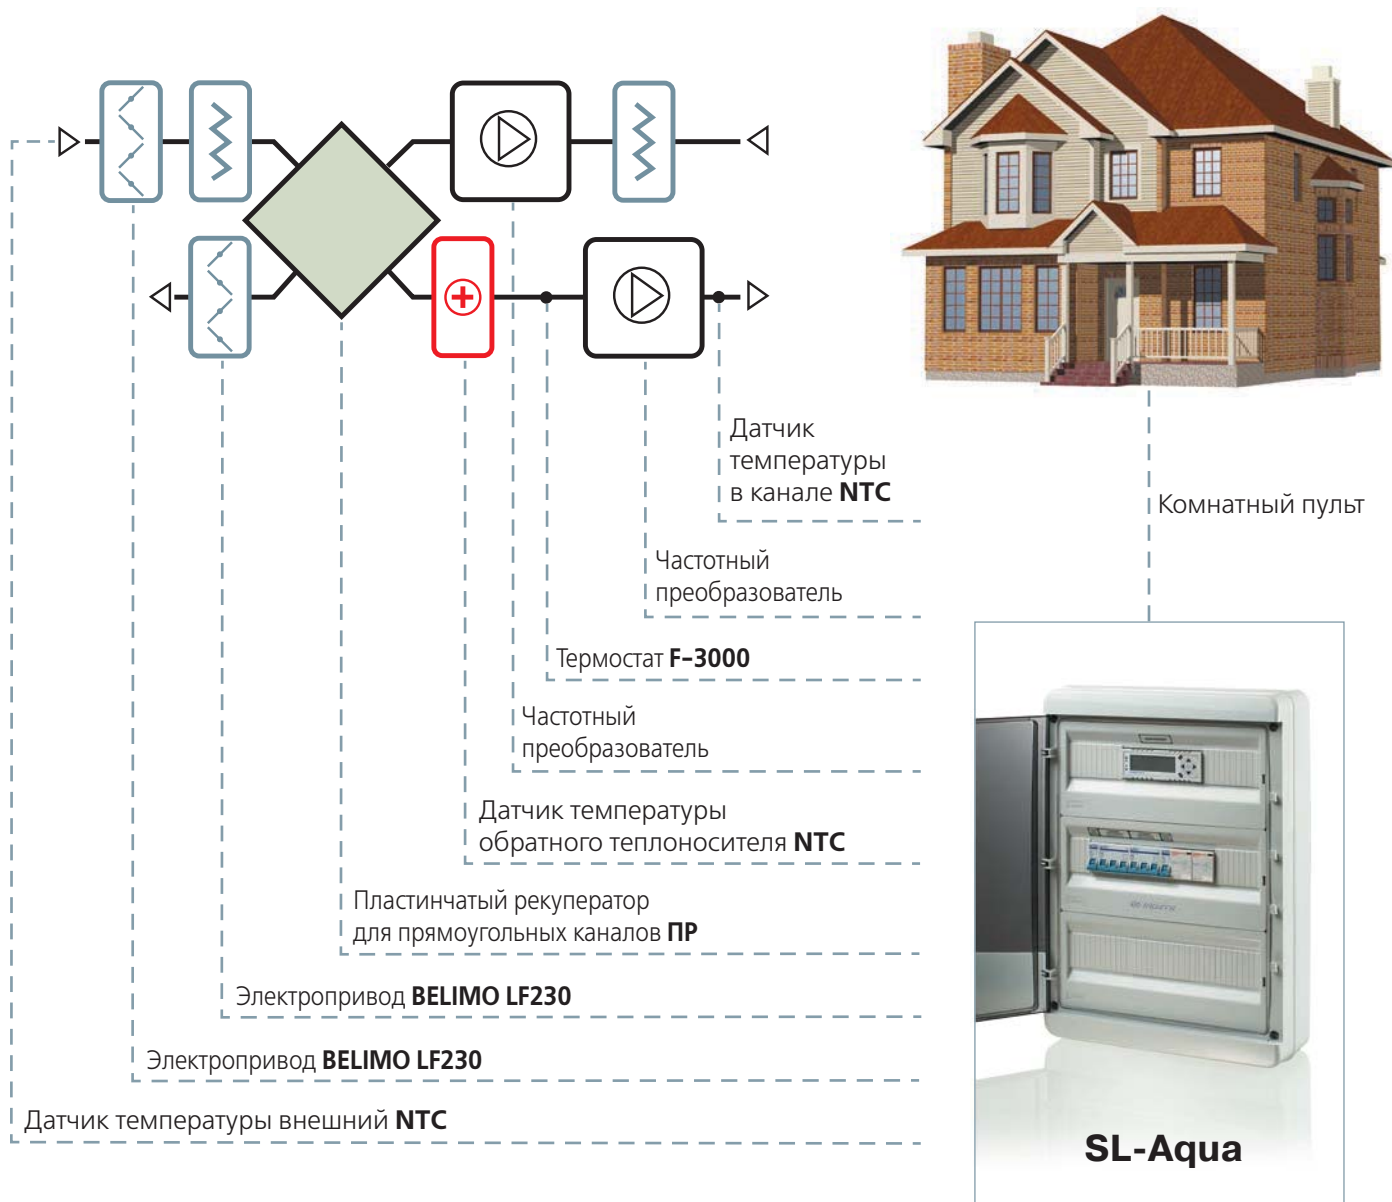 Датчик
температуры
в канале NTC
Комнатный пульт
Частотный
преобразователь
Термостат F-3000
Частотный
преобразователь
Датчик температуры
обратного теплоносителя NTC
Пластинчатый рекуператор
для прямоугольных каналов ПР
Электропривод BELIMO LF230
Электропривод BELIMO LF230
Датчик температуры внешний NTC
SL-Aqua